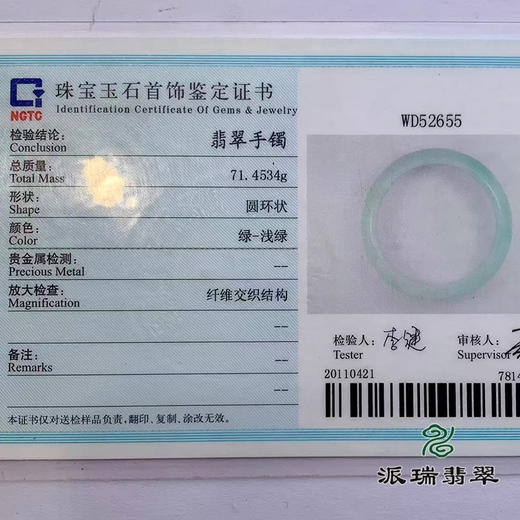 NGTC
珠宝玉石首饰鉴定证书
Identification Certificate Of Gems & Jewelry
检验结论:
Conclusion
翡翠手镯
总质量:
Total Mass
71.4534g
形状:
Shape
圆环状
颜色:
Color
绿-浅绿
贵金属检测:
Precious Metal
--
放大检查:
Magnification
纤维交织结构
--
备注:
Remarks
--
--
本证书仅对送检样品负责,翻印、复制、涂改无效。
WD52655
检验人:
Tester
李健
审核人:
Supervisor
20110421
7814
派瑞翡翠